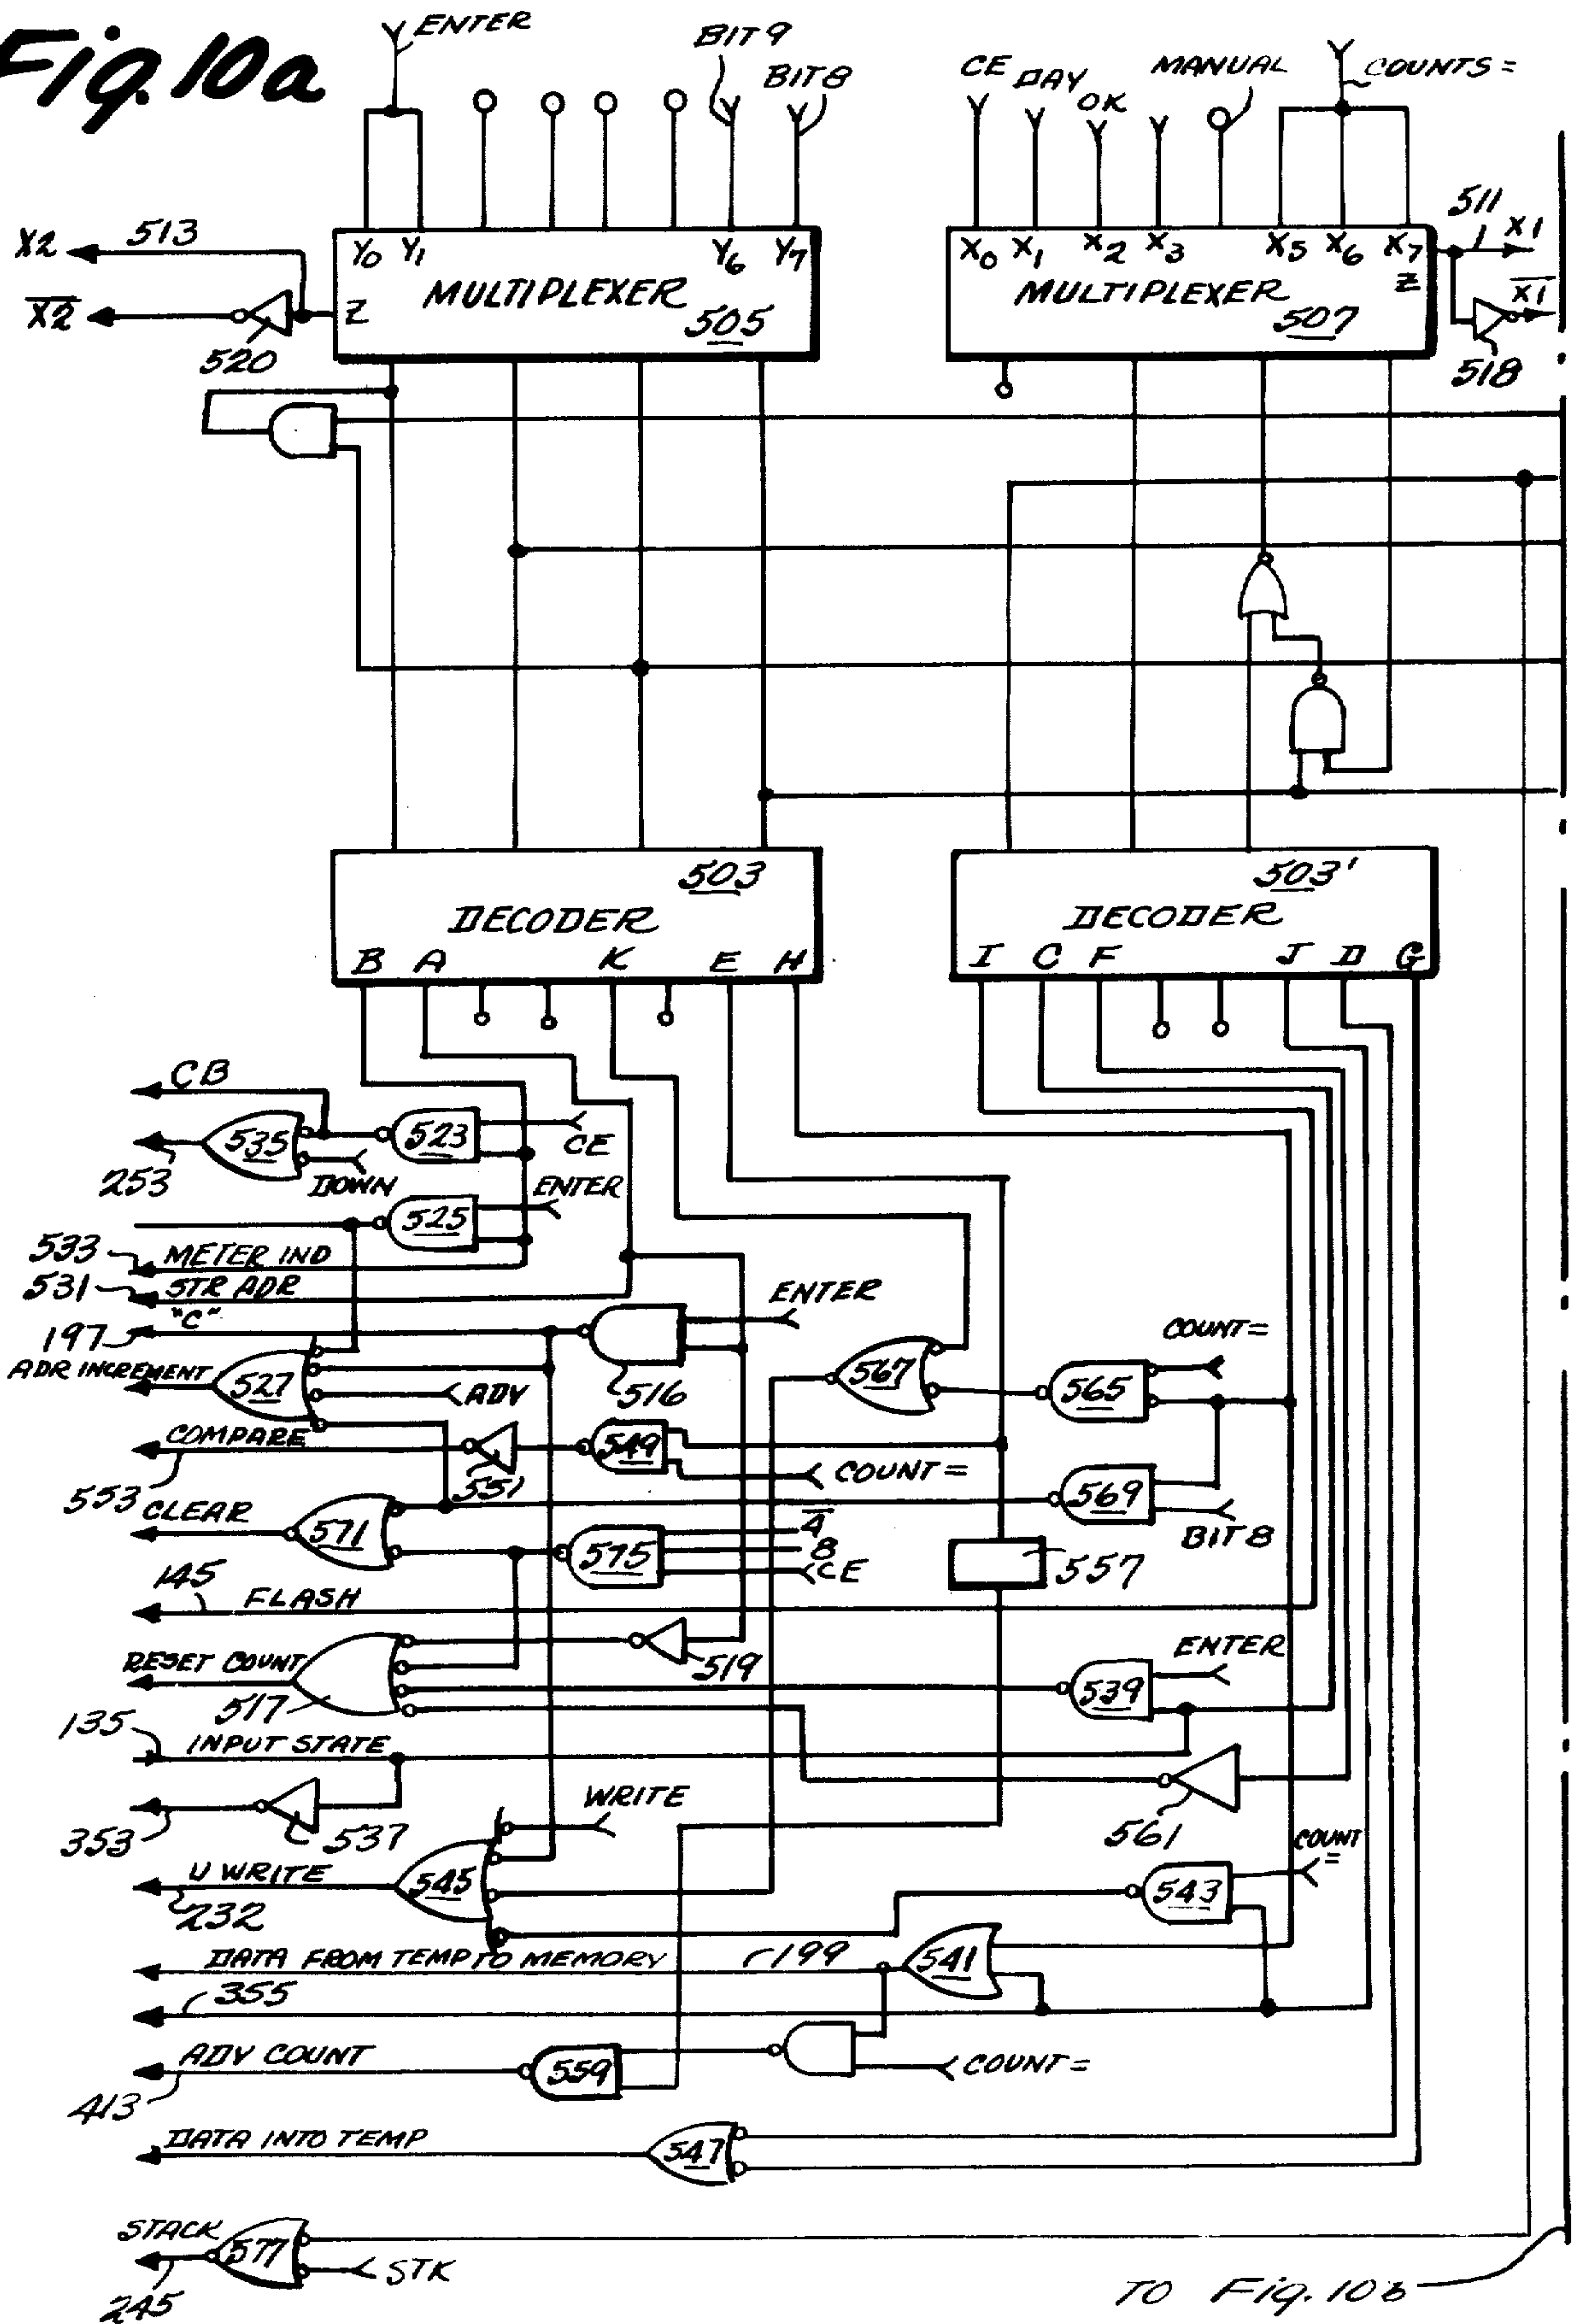 Fig. 10a
ENTER
BIT 9
BIT 8
CE
DAY
OK
MANUAL
COUNTS =
X2
513
Y0 Y1 Y6 Y7
MULTIPLEXER
505
Z
X2
520
X0 X1 X2 X3 X5 X6 X7
MULTIPLEXER
507
Z
511
X1
X1
518
503
DECODER
B A K E H
503'
DECODER
I C F J D G
CB
535
523
CE
253
DOWN
ENTER
525
533
METER IND
531
STR ADR
"C"
197
ENTER
516
COUNT=
ADR INCREMENT
527
ADV
567
565
COMPARE
549
551
COUNT=
553
569
BIT 8
CLEAR
571
575
4
B
CE
557
145
FLASH
519
RESET COUNT
517
ENTER
539
135
INPUT STATE
353
537
WRITE
561
COUNT
=
U WRITE
545
543
232
DATA FROM TEMP TO MEMORY
199
541
355
ADV COUNT
559
COUNT=
413
DATA INTO TEMP
547
STACK
577
STK
245
TO Fig. 10b